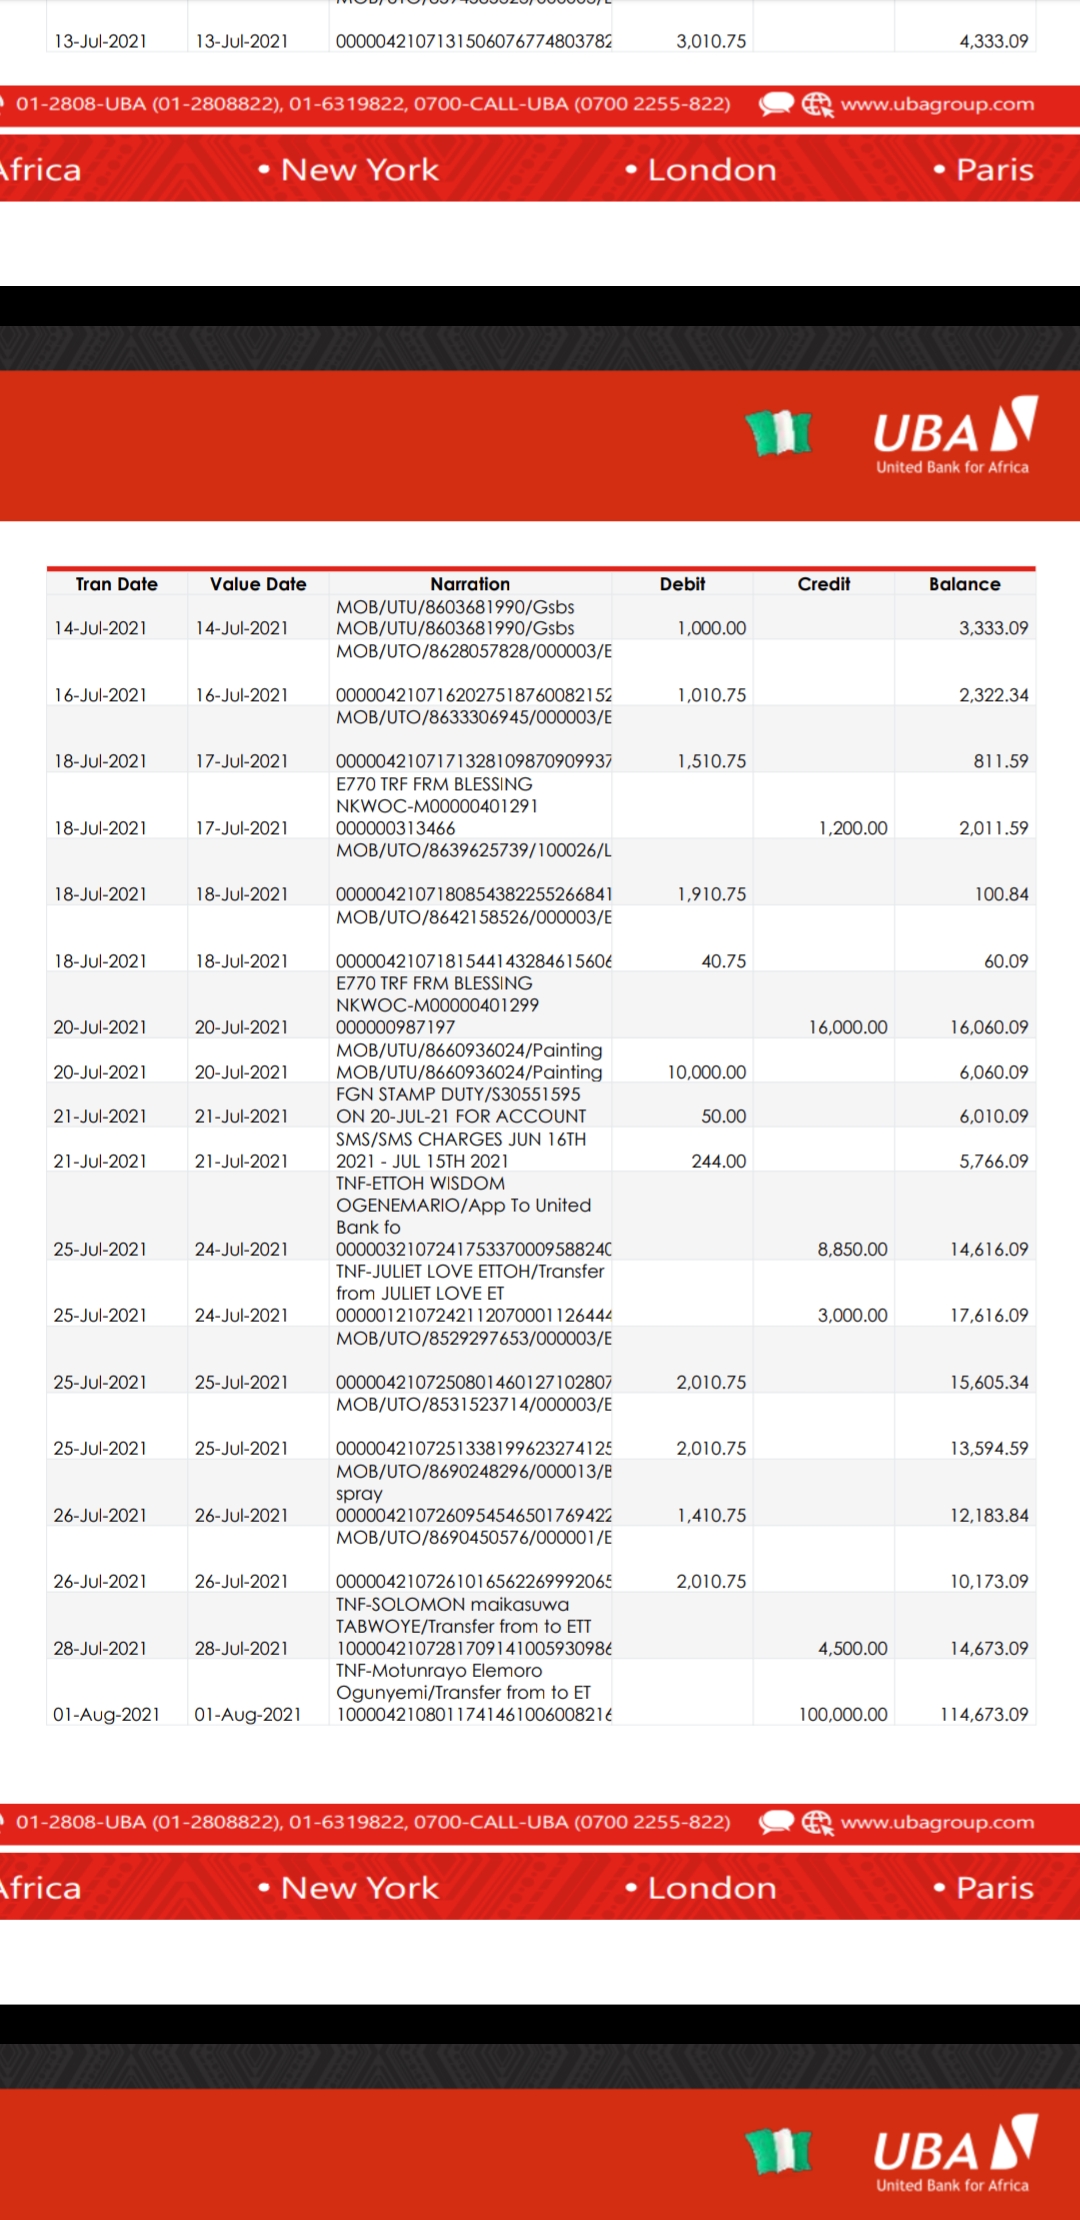 13-Jul-2021 13-Jul-2021 0000042107131506076774803782 3,010.75 4,333.09
01-2808-UBA (01-2808822), 01-6319822, 0700-CALL-UBA (0700 2255-822) www.ubagroup.com
Africa • New York • London • Paris
UBA
United Bank for Africa
Tran Date Value Date Narration Debit Credit Balance
MOB/UTU/8603681990/Gsbs
14-Jul-2021 14-Jul-2021 MOB/UTU/8603681990/Gsbs 1,000.00 3,333.09
MOB/UTO/8628057828/000003/E
16-Jul-2021 16-Jul-2021 0000042107162027518760082152 1,010.75 2,322.34
MOB/UTO/8633306945/000003/E
18-Jul-2021 17-Jul-2021 0000042107171328109870909937 1,510.75 811.59
E770 TRF FRM BLESSING
NKWOC-M00000401291
18-Jul-2021 17-Jul-2021 000000313466 1,200.00 2,011.59
MOB/UTO/8639625739/100026/L
18-Jul-2021 18-Jul-2021 0000042107180854382255266841 1,910.75 100.84
MOB/UTO/8642158526/000003/E
18-Jul-2021 18-Jul-2021 0000042107181544143284615606 40.75 60.09
E770 TRF FRM BLESSING
NKWOC-M00000401299
20-Jul-2021 20-Jul-2021 000000987197 16,000.00 16,060.09
MOB/UTU/8660936024/Painting
20-Jul-2021 20-Jul-2021 MOB/UTU/8660936024/Painting 10,000.00 6,060.09
FGN STAMP DUTY/S30551595
21-Jul-2021 21-Jul-2021 ON 20-JUL-21 FOR ACCOUNT 50.00 6,010.09
SMS/SMS CHARGES JUN 16TH
21-Jul-2021 21-Jul-2021 2021 - JUL 15TH 2021 244.00 5,766.09
TNF-ETTOH WISDOM
OGENEMARIO/App To United
Bank fo
25-Jul-2021 24-Jul-2021 0000032107241753370009588240 8,850.00 14,616.09
TNF-JULIET LOVE ETTOH/Transfer
from JULIET LOVE ET
25-Jul-2021 24-Jul-2021 0000012107242112070001126444 3,000.00 17,616.09
MOB/UTO/8529297653/000003/E
25-Jul-2021 25-Jul-2021 0000042107250801460127102807 2,010.75 15,605.34
MOB/UTO/8531523714/000003/E
25-Jul-2021 25-Jul-2021 0000042107251338199623274125 2,010.75 13,594.59
MOB/UTO/8690248296/000013/B
spray
26-Jul-2021 26-Jul-2021 0000042107260954546501769422 1,410.75 12,183.84
MOB/UTO/8690450576/000001/E
26-Jul-2021 26-Jul-2021 0000042107261016562269992065 2,010.75 10,173.09
TNF-SOLOMON maikasuwa
TABWOYE/Transfer from to ETT
28-Jul-2021 28-Jul-2021 1000042107281709141005930986 4,500.00 14,673.09
TNF-Motunrayo Elemoro
Ogunyemi/Transfer from to ET
01-Aug-2021 01-Aug-2021 1000042108011741461006008216 100,000.00 114,673.09
01-2808-UBA (01-2808822), 01-6319822, 0700-CALL-UBA (0700 2255-822) www.ubagroup.com
Africa • New York • London • Paris
UBA
United Bank for Africa